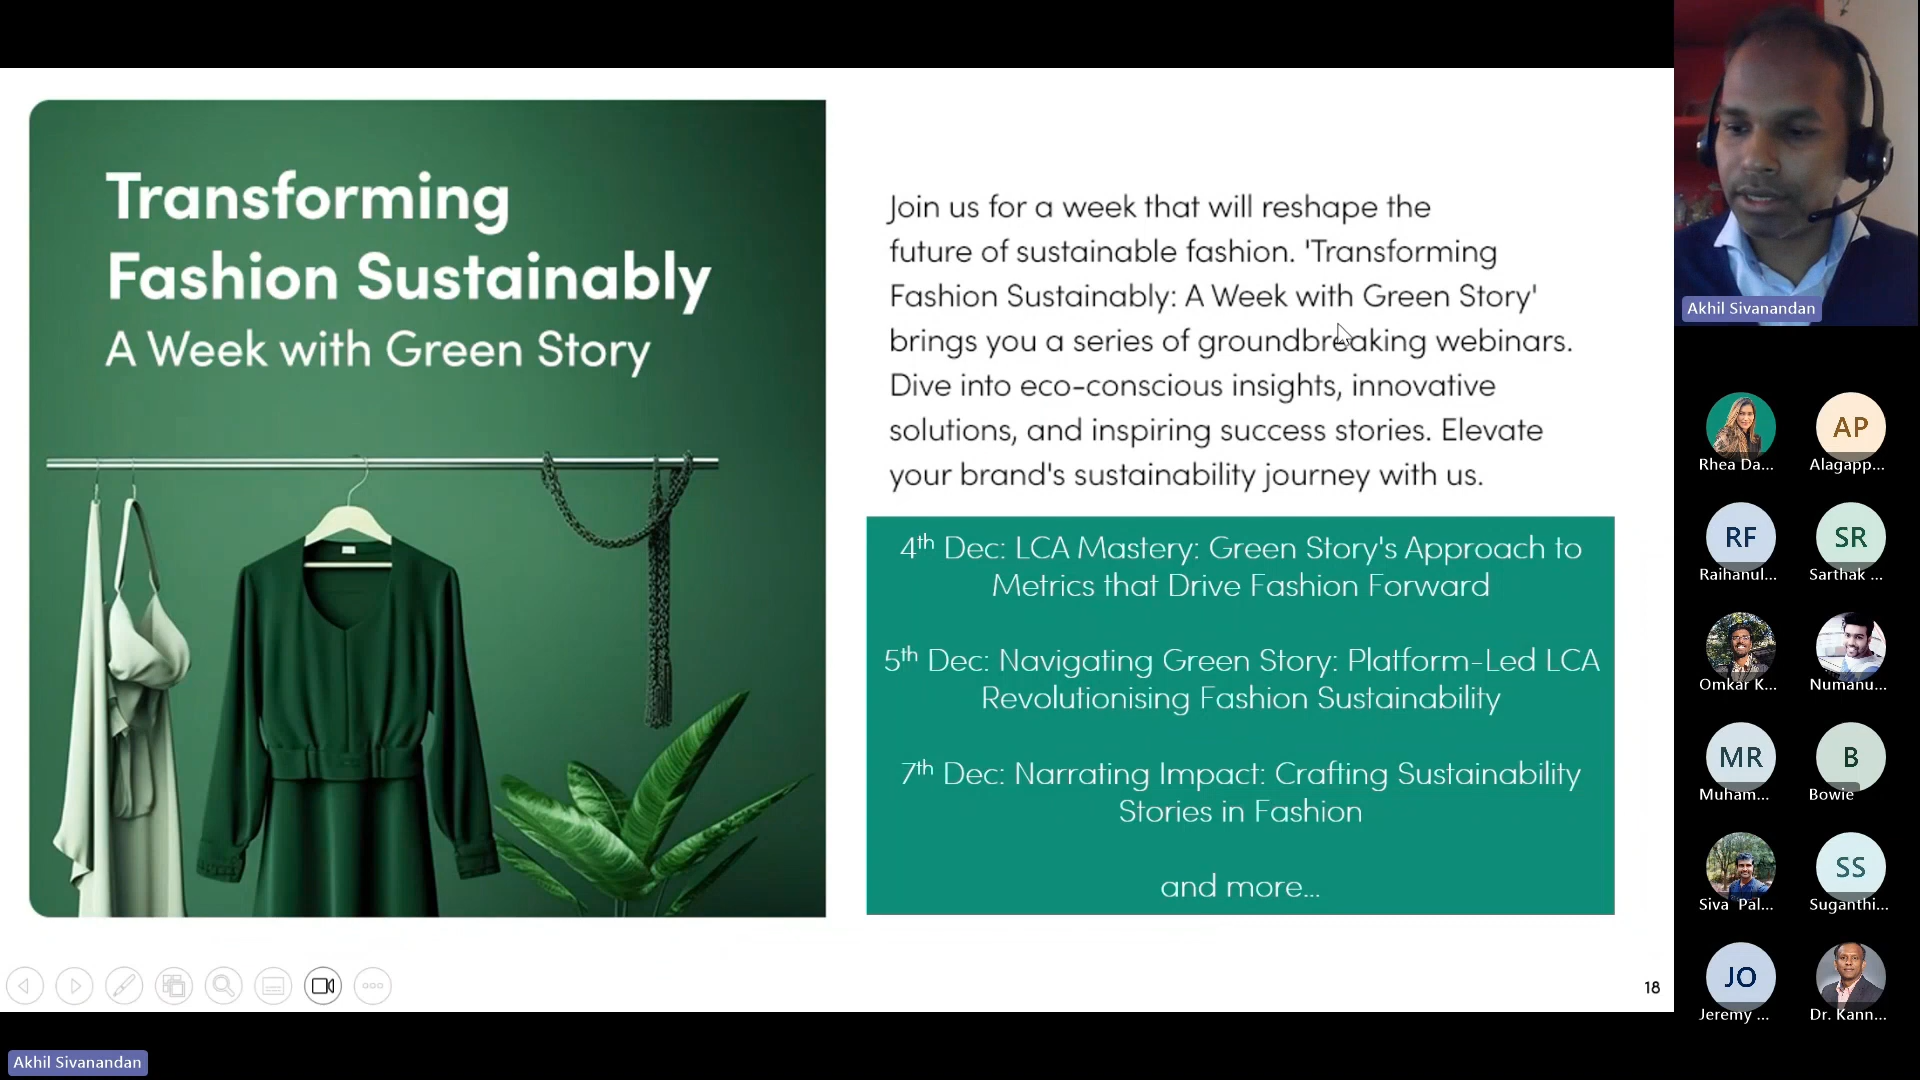 Transforming
Fashion Sustainably
A Week with Green Story
Join us for a week that will reshape the
future of sustainable fashion. 'Transforming
Fashion Sustainably: A Week with Green Story'
brings you a series of groundbreaking webinars.
Dive into eco-conscious insights, innovative
solutions, and inspiring success stories. Elevate
your brand's sustainability journey with us.
4th Dec: LCA Mastery: Green Story's Approach to
Metrics that Drive Fashion Forward
5th Dec: Navigating Green Story: Platform-Led LCA
Revolutionising Fashion Sustainability
7th Dec: Narrating Impact: Crafting Sustainability
Stories in Fashion
and more...
18
Akhil Sivanandan
Akhil Sivanandan
Rhea Da...
AP
Alagapp...
RF
Raihanul...
SR
Sarthak ...
Omkar K...
Numanu...
MR
Muham...
B
Bowie
Siva Pal...
SS
Suganthi...
JO
Jeremy ...
Dr. Kann...